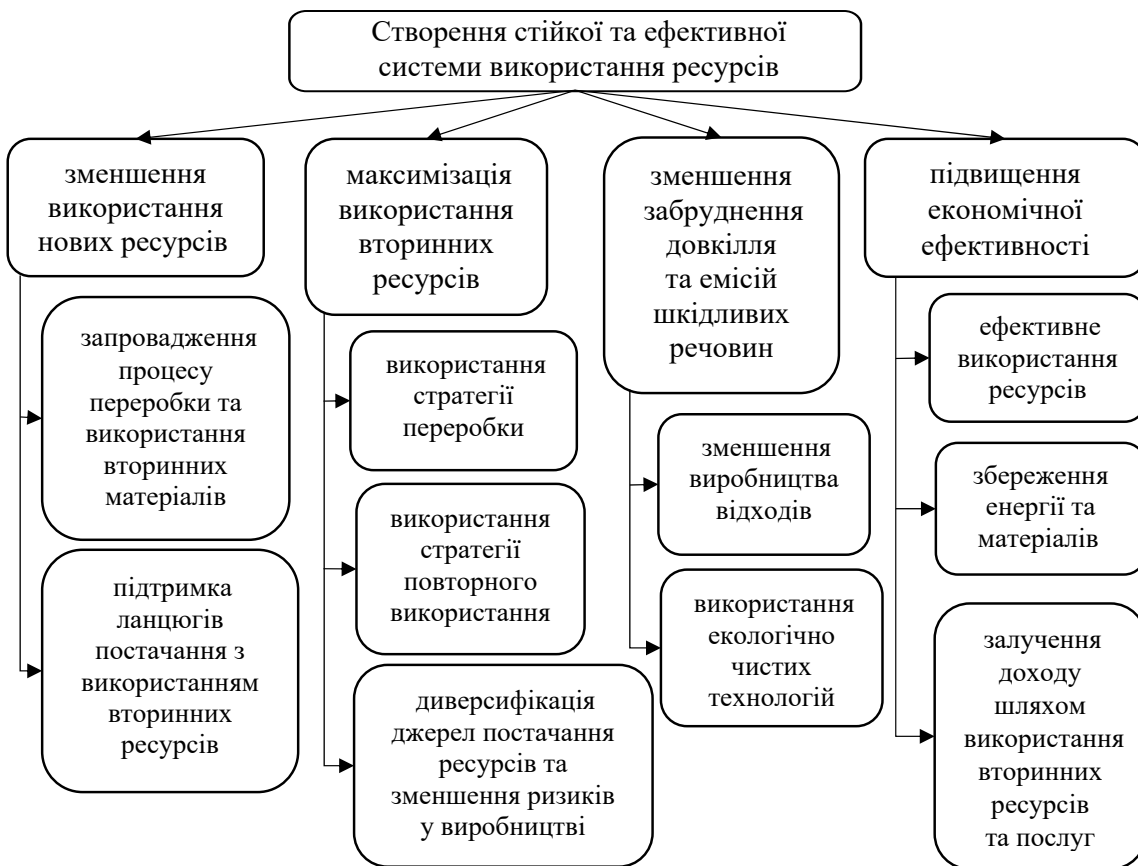 Створення стійкої та ефективної
системи використання ресурсів
зменшення
використання
нових ресурсів
запровадження
процесу
переробки та
використання
вторинних
матеріалів
підтримка
ланцюгів
постачання з
використанням
вторинних
ресурсів
максимізація
використання
вторинних
ресурсів
використання
стратегії
переробки
використання
стратегії
повторного
використання
диверсифікація
джерел постачання
ресурсів та
зменшення ризиків
у виробництві
зменшення
забруднення
довкілля
та емісій
шкідливих
речовин
зменшення
виробництва
відходів
використання
екологічно
чистих
технологій
підвищення
економічної
ефективності
ефективне
використання
ресурсів
збереження
енергії та
матеріалів
залучення
доходу
шляхом
використання
вторинних
ресурсів
та послуг